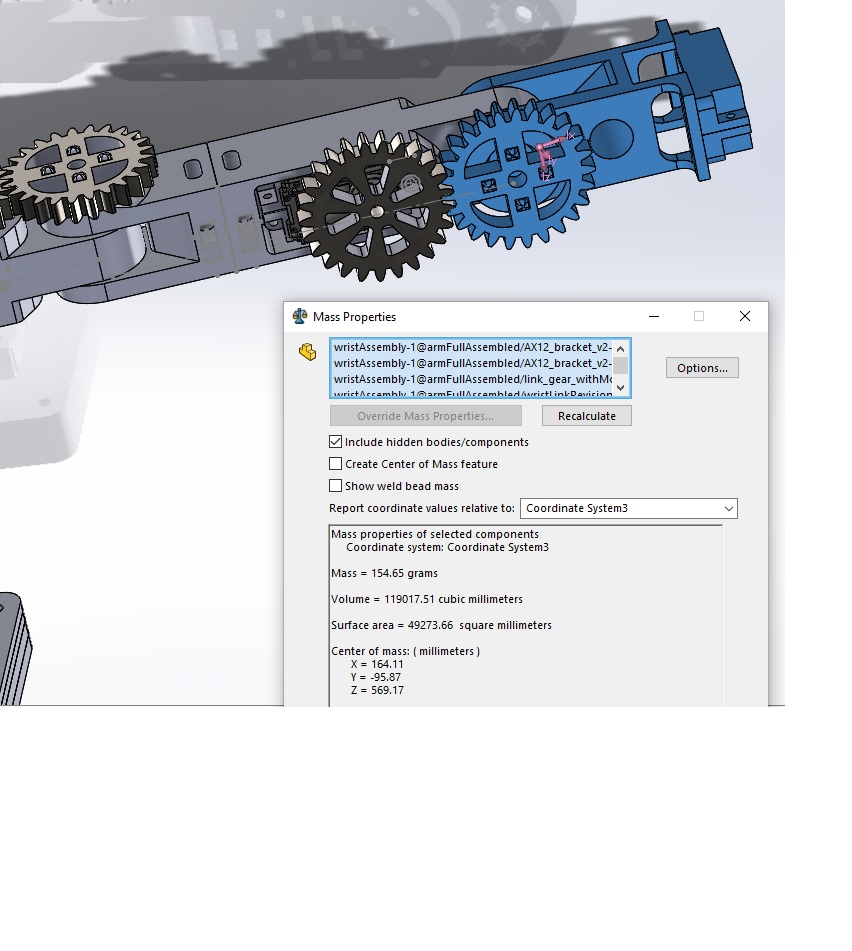 Mass Properties
wristAssembly-1@armFullAssembled/AX12_bracket_v2-
wristAssembly-1@armFullAssembled/AX12_bracket_v2-
wristAssembly-1@armFullAssembled/link_gear_withMo
wristAssembly-1@armFullAssembled/wristLinkRevision
Options...
Override Mass Properties...
Recalculate
Include hidden bodies/components
Create Center of Mass feature
Show weld bead mass
Report coordinate values relative to:
Coordinate System3
Mass properties of selected components
Coordinate system: Coordinate System3
Mass = 154.65 grams
Volume = 119017.51 cubic millimeters
Surface area = 49273.66 square millimeters
Center of mass: ( millimeters )
X = 164.11
Y = -95.87
Z = 569.17